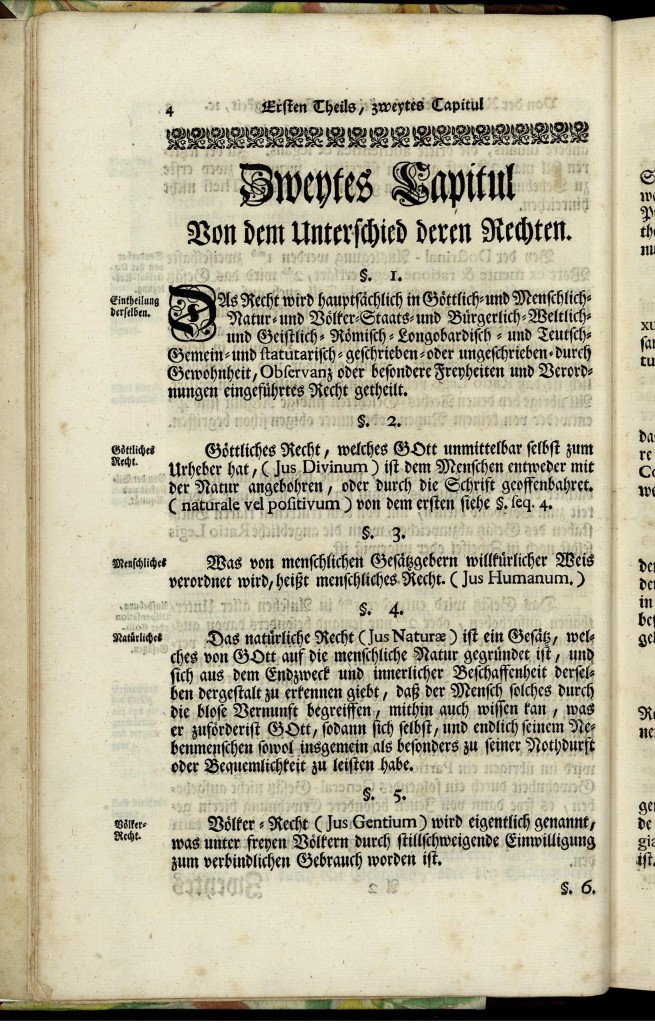 4 Ersten Theils, zweytes Capitul
Zweytes Capitul
Von dem Unterschied deren Rechten.
§. 1.
Eintheilung
derselben.
DAs Recht wird hauptsächlich in Göttlich- und Menschlich-
Natur- und Völker-Staats- und Bürgerlich-Weltlich-
und Geistlich- Römisch- Longobardisch- und Teutsch-
Gemein- und statutarisch- geschrieben- oder ungeschrieben- durch
Gewohnheit, Observanz oder besondere Freyheiten und Verord-
nungen eingeführtes Recht getheilt.
§. 2.
Göttliches
Recht.
Göttliches Recht, welches GOtt unmittelbar selbst zum
Urheber hat, (Jus Divinum) ist dem Menschen entweder mit
der Natur angebohren, oder durch die Schrift geoffenbahret.
(naturale vel positivum) von dem ersten siehe §. seq. 4.
§. 3.
Menschliches
Was von menschlichen Gesätzgebern willkürlicher Weis
verordnet wird, heißt menschliches Recht. (Jus Humanum.)
§. 4.
Natürliches
Das natürliche Recht (Jus Naturæ) ist ein Gesätz, wel-
ches von GOtt auf die menschliche Natur gegründet ist, und
sich aus dem Endzweck und innerlicher Beschaffenheit dersel-
ben dergestalt zu erkennen giebt, daß der Mensch solches durch
die blose Vernunft begreiffen, mithin auch wissen kan, was
er zuförderist GOtt, sodann sich selbst, und endlich seinem Ne-
benmenschen sowol insgemein als besonders zu seiner Nothdurft
oder Bequemlichkeit zu leisten habe.
§. 5.
Völker-
Recht.
Völker-Recht (Jus Gentium) wird eigentlich genannt,
was unter freyen Völkern durch stillschweigende Einwilligung
zum verbindlichen Gebrauch worden ist.
§. 6.